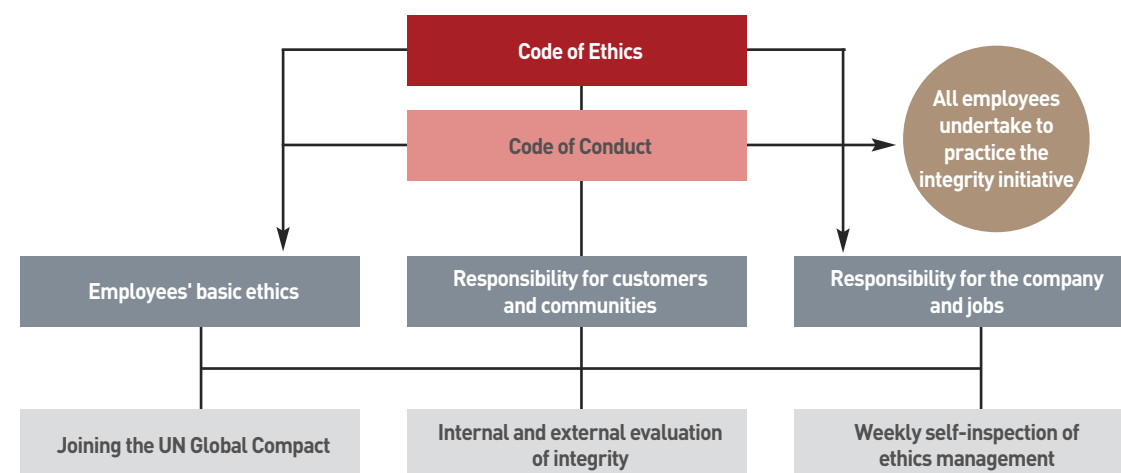 Code of Ethics
Code of Conduct
All employees
undertake to
practice the
integrity initiative
Employees' basic ethics
Responsibility for customers
and communities
Responsibility for the company
and jobs
Joining the UN Global Compact
Internal and external evaluation
of integrity
Weekly self-inspection of
ethics management